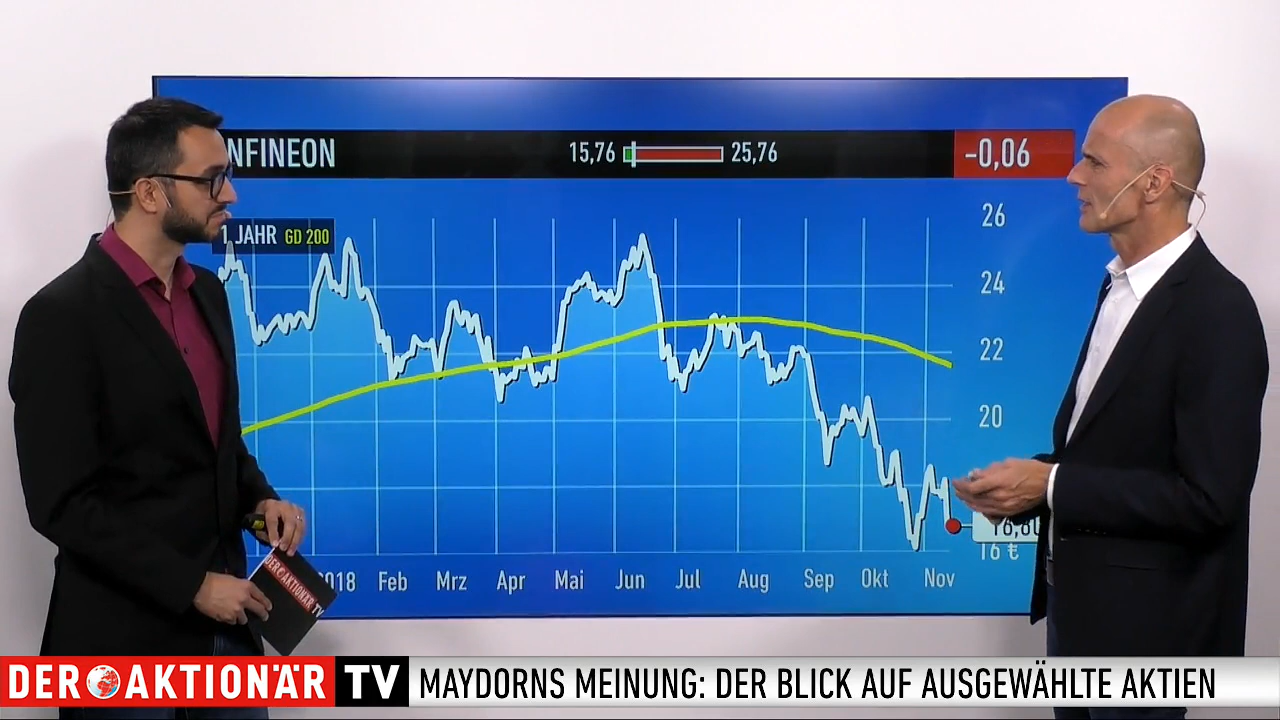 NFINEON 15,76 25,76 -0,06
1 JAHR GD 200
26
24
22
20
16 €
2018 Feb Mrz Apr Mai Jun Jul Aug Sep Okt Nov
DER AKTIONÄR TV
DER AKTIONÄR TV MAYDORNS MEINUNG: DER BLICK AUF AUSGEWÄHLTE AKTIEN